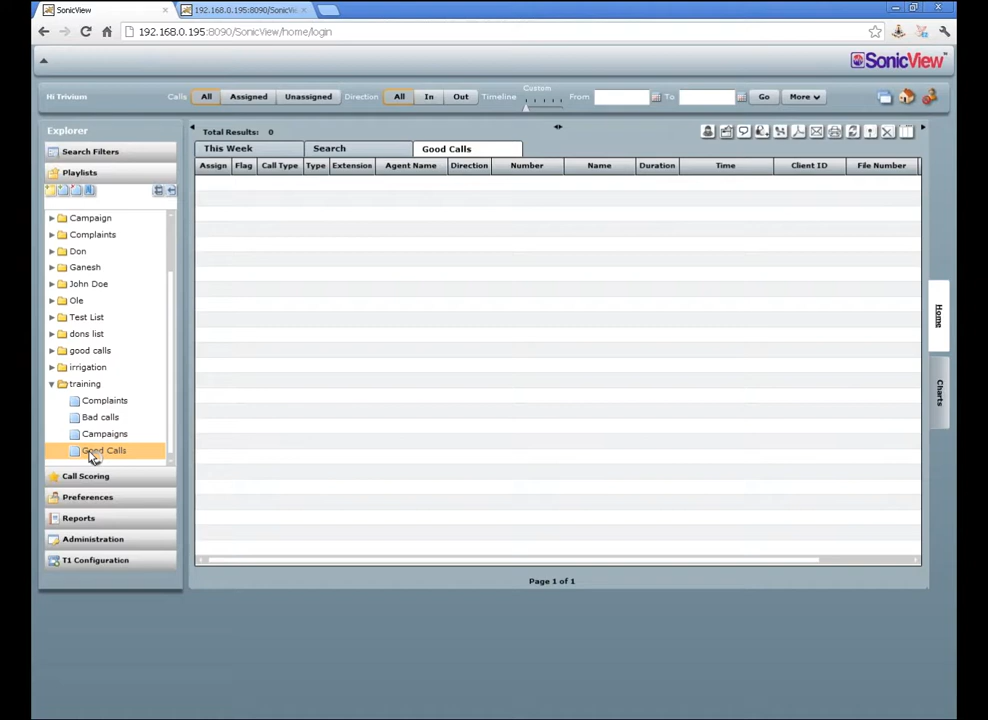 SonicView
192.168.0.195:8090/SonicVi
192.168.0.195:8090/SonicView/home/login
SonicView™
Hi Trivium
Calls All Assigned Unassigned Direction All In Out Timeline Custom From To Go More
Explorer
Search Filters
Playlists
Campaign
Complaints
Don
Ganesh
John Doe
Ole
Test List
dons list
good calls
irrigation
training
Complaints
Bad calls
Campaigns
Good Calls
Call Scoring
Preferences
Reports
Administration
T1 Configuration
Total Results: 0
This Week Search Good Calls
Assign Flag Call Type Type Extension Agent Name Direction Number Name Duration Time Client ID File Number
Page 1 of 1
Home
Charts